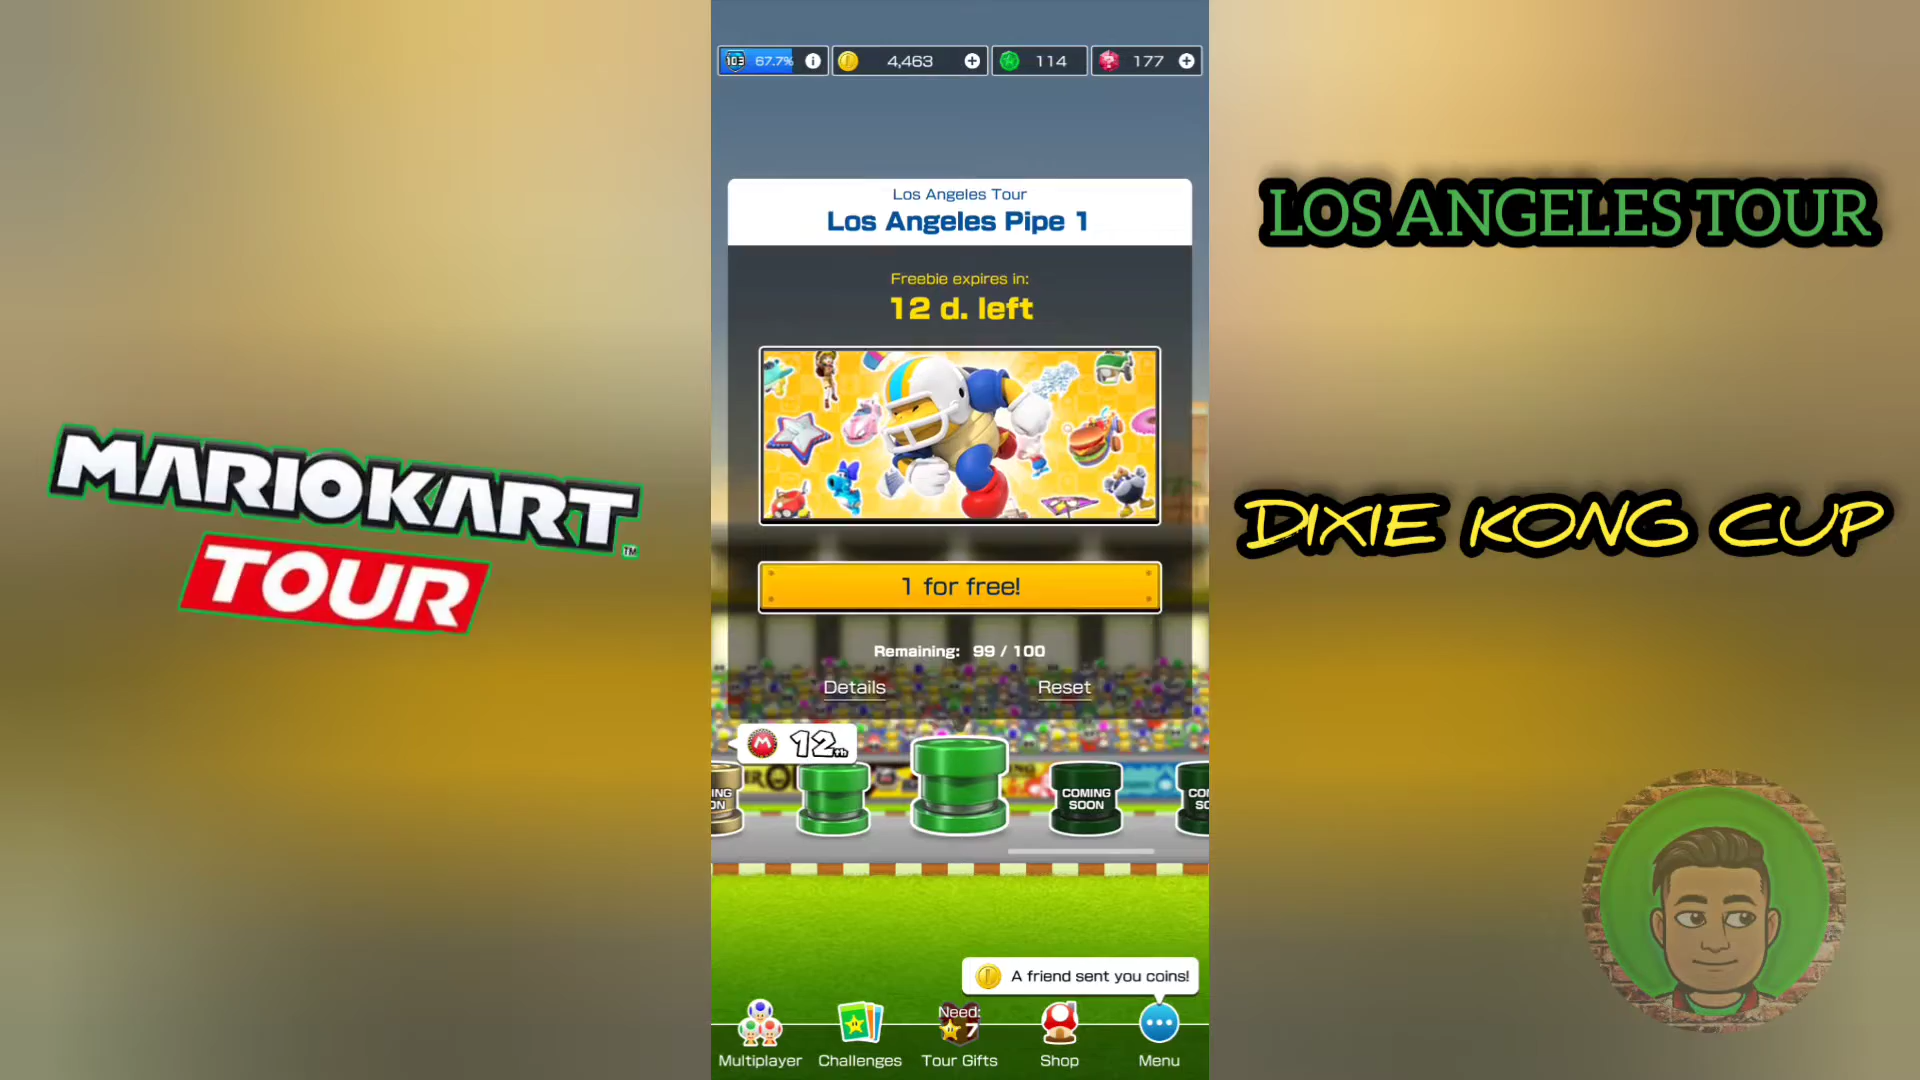 103 67.7% i 4,463 114 177
Los Angeles Tour
Los Angeles Pipe 1
Freebie expires in:
12 d. left
1 for free!
Remaining: 99 / 100
Details Reset
M 12TH
COMING SOON
A friend sent you coins!
Need:
7
Multiplayer Challenges Tour Gifts Shop Menu
MARIOKART
TOUR
TM
LOS ANGELES TOUR
DIXIE KONG CUP